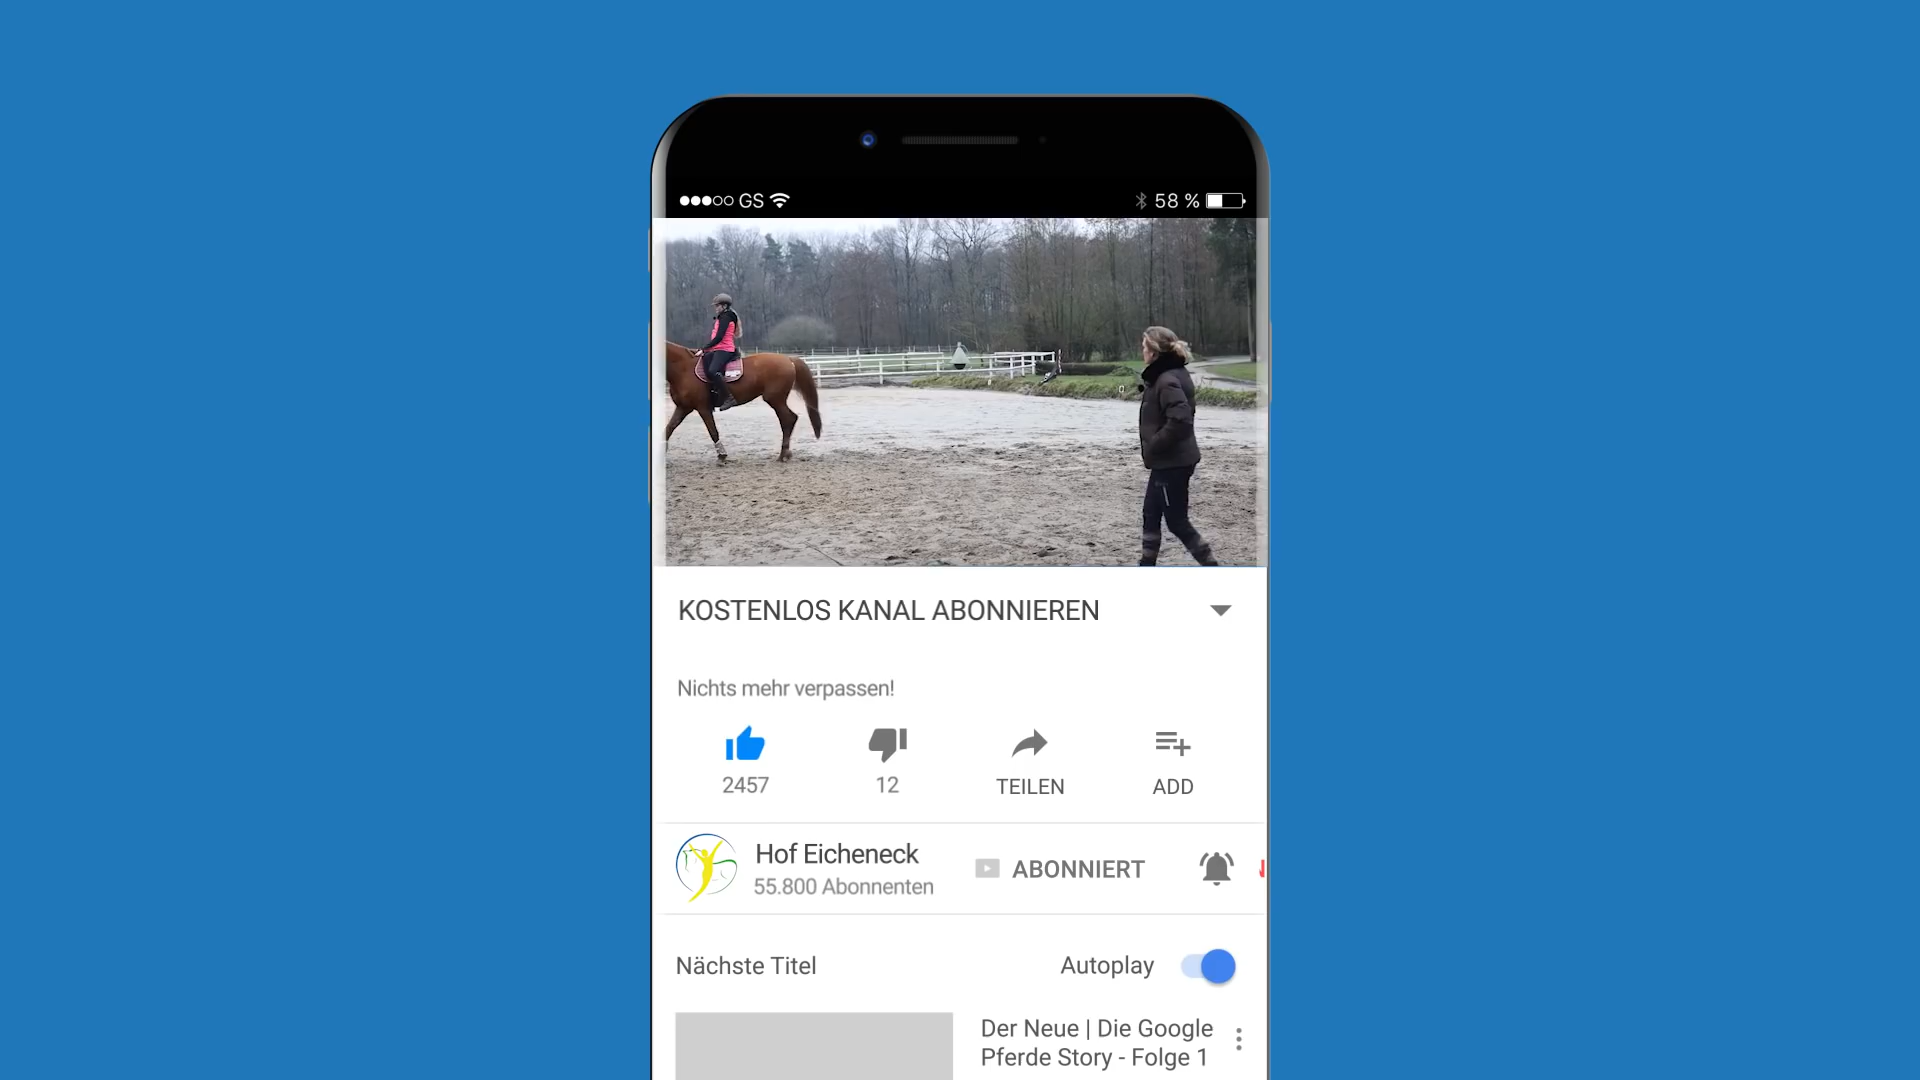 GS 58 %
KOSTENLOS KANAL ABONNIEREN
Nichts mehr verpassen!
2457 12 TEILEN ADD
Hof Eicheneck
55.800 Abonnenten
ABONNIERT
Nächste Titel Autoplay
Der Neue | Die Google
Pferde Story - Folge 1